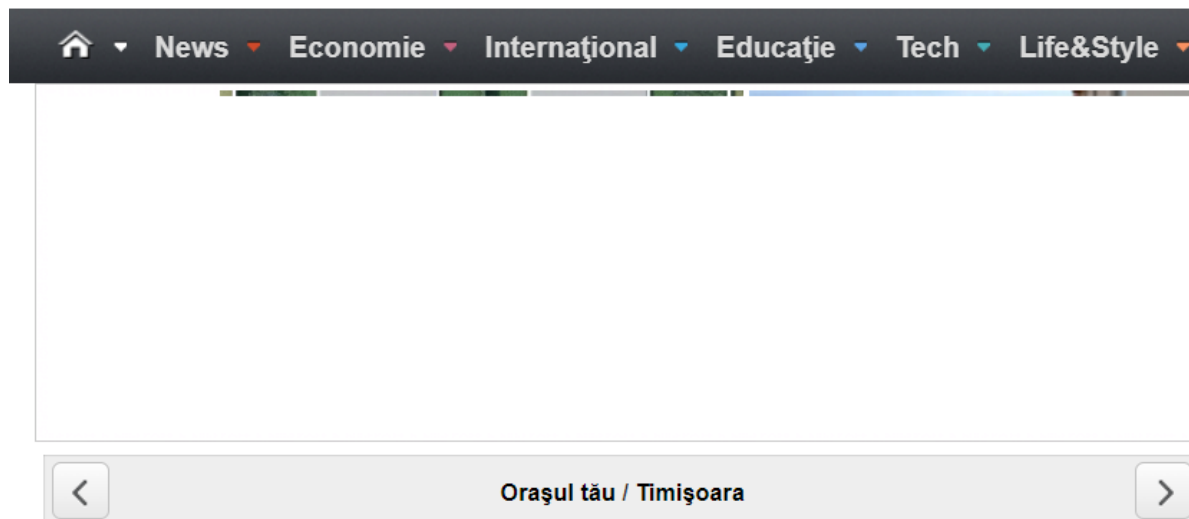 News Economie Internaţional Educaţie Tech Life&Style
Oraşul tău / Timişoara